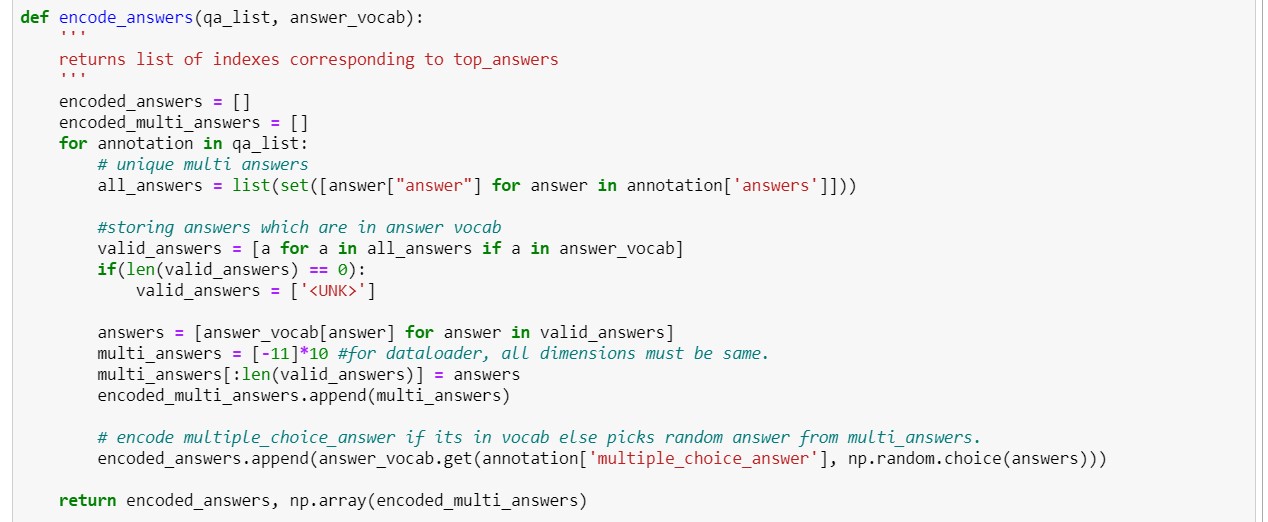 def encode_answers(qa_list, answer_vocab):
    '''
    returns list of indexes corresponding to top_answers
    '''
    encoded_answers = []
    encoded_multi_answers = []
    for annotation in qa_list:
        # unique multi answers
        all_answers = list(set([answer["answer"] for answer in annotation['answers']]))

        #storing answers which are in answer vocab
        valid_answers = [a for a in all_answers if a in answer_vocab]
        if(len(valid_answers) == 0):
            valid_answers = ['<UNK>']

        answers = [answer_vocab[answer] for answer in valid_answers]
        multi_answers = [-11]*10 #for dataloader, all dimensions must be same.
        multi_answers[:len(valid_answers)] = answers
        encoded_multi_answers.append(multi_answers)

        # encode multiple_choice_answer if its in vocab else picks random answer from multi_answers.
        encoded_answers.append(answer_vocab.get(annotation['multiple_choice_answer'], np.random.choice(answers)))

    return encoded_answers, np.array(encoded_multi_answers)